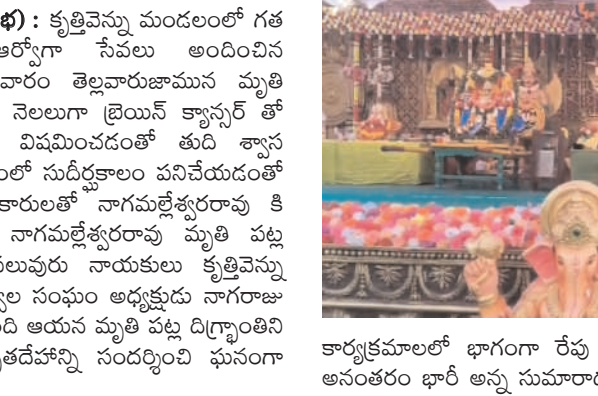 భ) : కృత్తివెన్ను మండలంలో గత
ఆర్వోగా సేవలు అందించిన
వారం తెల్లవారుజామున మృతి
నెలలుగా బ్రెయిన్ క్యాన్సర్ తో
విషమించడంతో తుది శ్వాస
లో సుదీర్ఘకాలం పనిచేయడంతో
కారులతో నాగమల్లేశ్వరరావు కి
నాగమల్లేశ్వరరావు మృతి పట్ల
పలువురు నాయకులు కృత్తివెన్ను
సంఘం అధ్యక్షుడు నాగరాజు
ది ఆయన మృతి పట్ల దిగ్భ్రాంతిని
తదేహాన్ని సందర్శించి ఘనంగా
కార్యక్రమాలలో భాగంగా రేపు
అనంతరం భారీ అన్న